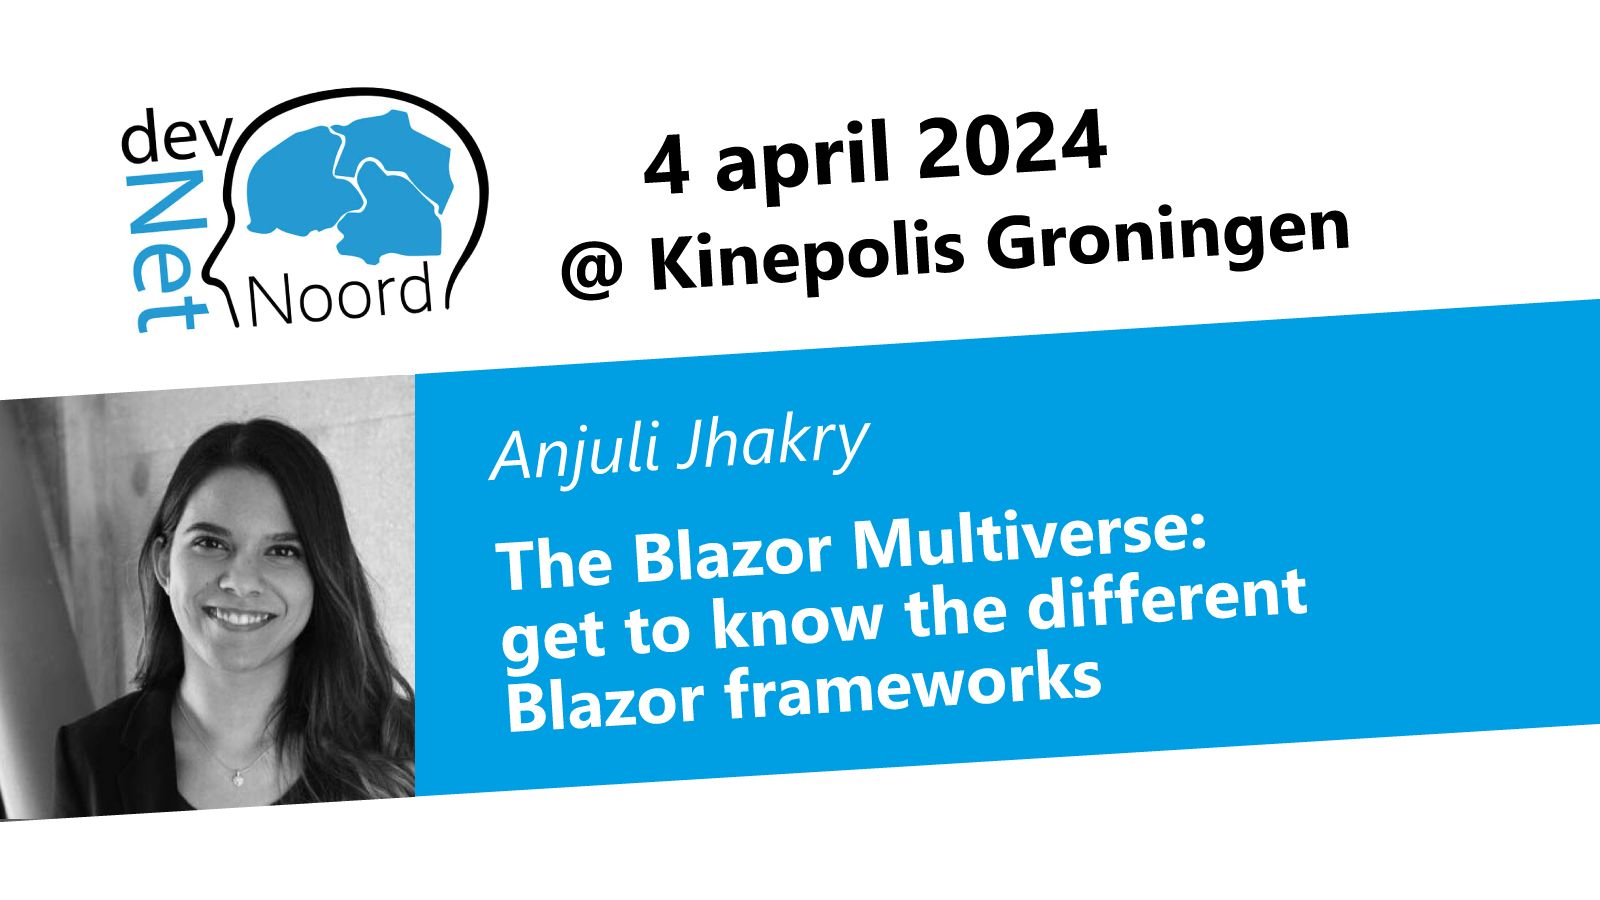 dev
Net
Noord
4 april 2024
@ Kinepolis Groningen
Anjuli Jhakry
The Blazor Multiverse:
get to know the different
Blazor frameworks